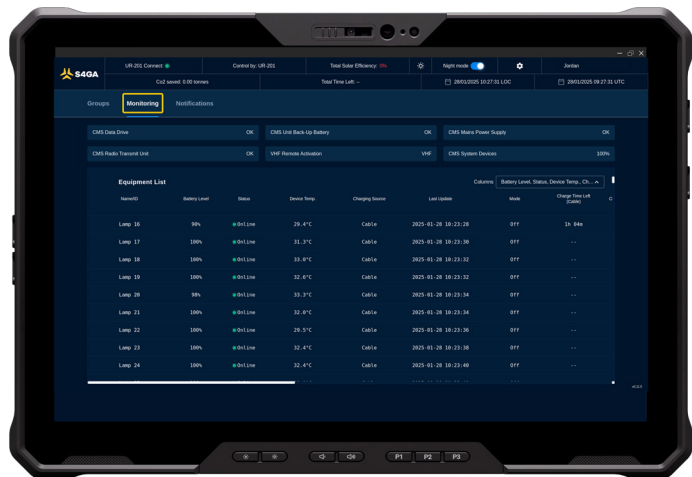 S4GA
UR-201 Connect:
Control by: UR-201
Total Solar Efficiency: 0%
Night mode
Jordan
Co2 saved: 0.00 tonnes
Total Time Left: --
28/01/2025 10:27:31 LOC
28/01/2025 09:27:31 UTC
Groups
Monitoring
Notifications
CMS Data Drive OK
CMS Unit Back-Up Battery OK
CMS Mains Power Supply OK
CMS Radio Transmit Unit OK
VHF Remote Activation VHF
CMS System Devices 100%
Equipment List
Columns Battery Level, Status, Device Temp., Ch...
Name/ID Battery Level Status Device Temp. Charging Source Last Update Mode Charge Time Left (Cable) C
Lamp 16 90% Online 29.4°C Cable 2025-01-28 10:23:28 Off 1h 04m
Lamp 17 100% Online 31.3°C Cable 2025-01-28 10:23:30 Off --
Lamp 18 100% Online 33.0°C Cable 2025-01-28 10:23:32 Off --
Lamp 19 100% Online 32.6°C Cable 2025-01-28 10:23:32 Off --
Lamp 20 98% Online 33.3°C Cable 2025-01-28 10:23:34 Off --
Lamp 21 100% Online 32.0°C Cable 2025-01-28 10:23:34 Off --
Lamp 22 100% Online 29.5°C Cable 2025-01-28 10:23:36 Off --
Lamp 23 100% Online 32.4°C Cable 2025-01-28 10:23:38 Off --
Lamp 24 100% Online 32.4°C Cable 2025-01-28 10:23:40 Off --
P1 P2 P3